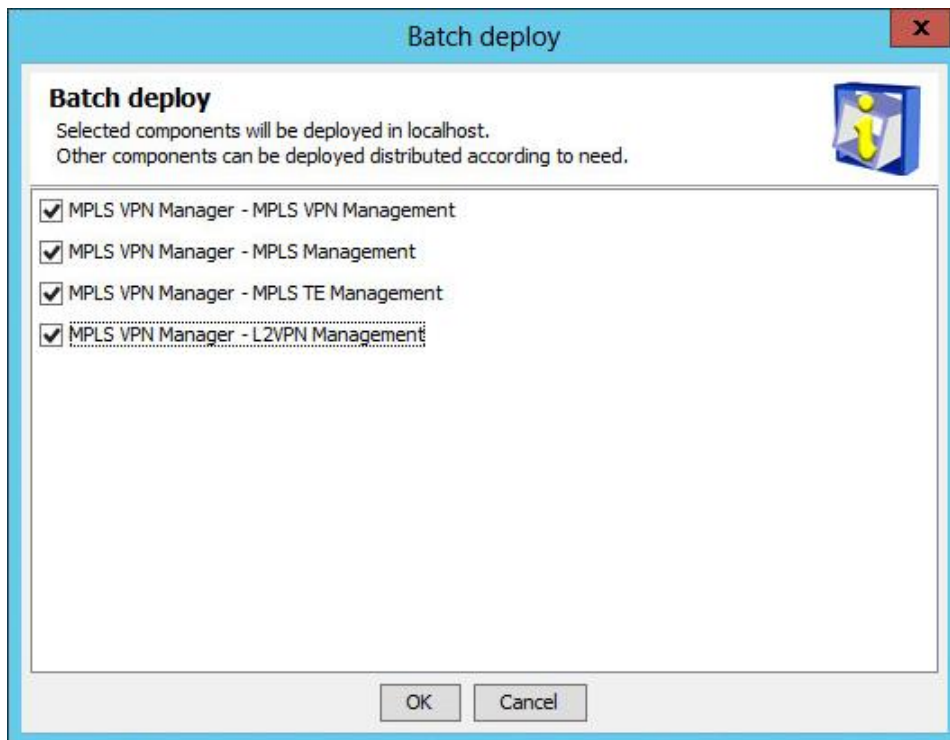 Batch deploy
x
Batch deploy
Selected components will be deployed in localhost.
Other components can be deployed distributed according to need.
MPLS VPN Manager - MPLS VPN Management
MPLS VPN Manager - MPLS Management
MPLS VPN Manager - MPLS TE Management
MPLS VPN Manager - L2VPN Management
OK Cancel